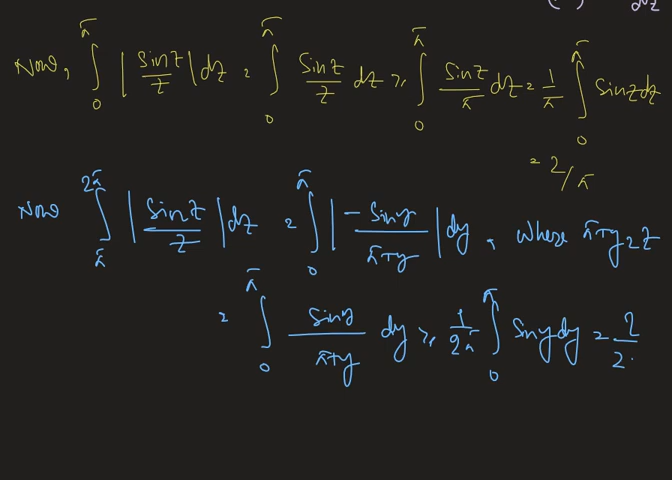 dz
Now, ∫₀^π |sin z / z| dz = ∫₀^π sin z / z dz ≥ ∫₀^π sin z / π dz = 1/π ∫₀^π sin z dz
= 2/π
Now ∫_π^2π |sin z / z| dz = ∫₀^π |-sin y / π+y| dy, where π+y = z
= ∫₀^π sin y / π+y dy ≥ 1/2π ∫₀^π sin y dy = 2/2